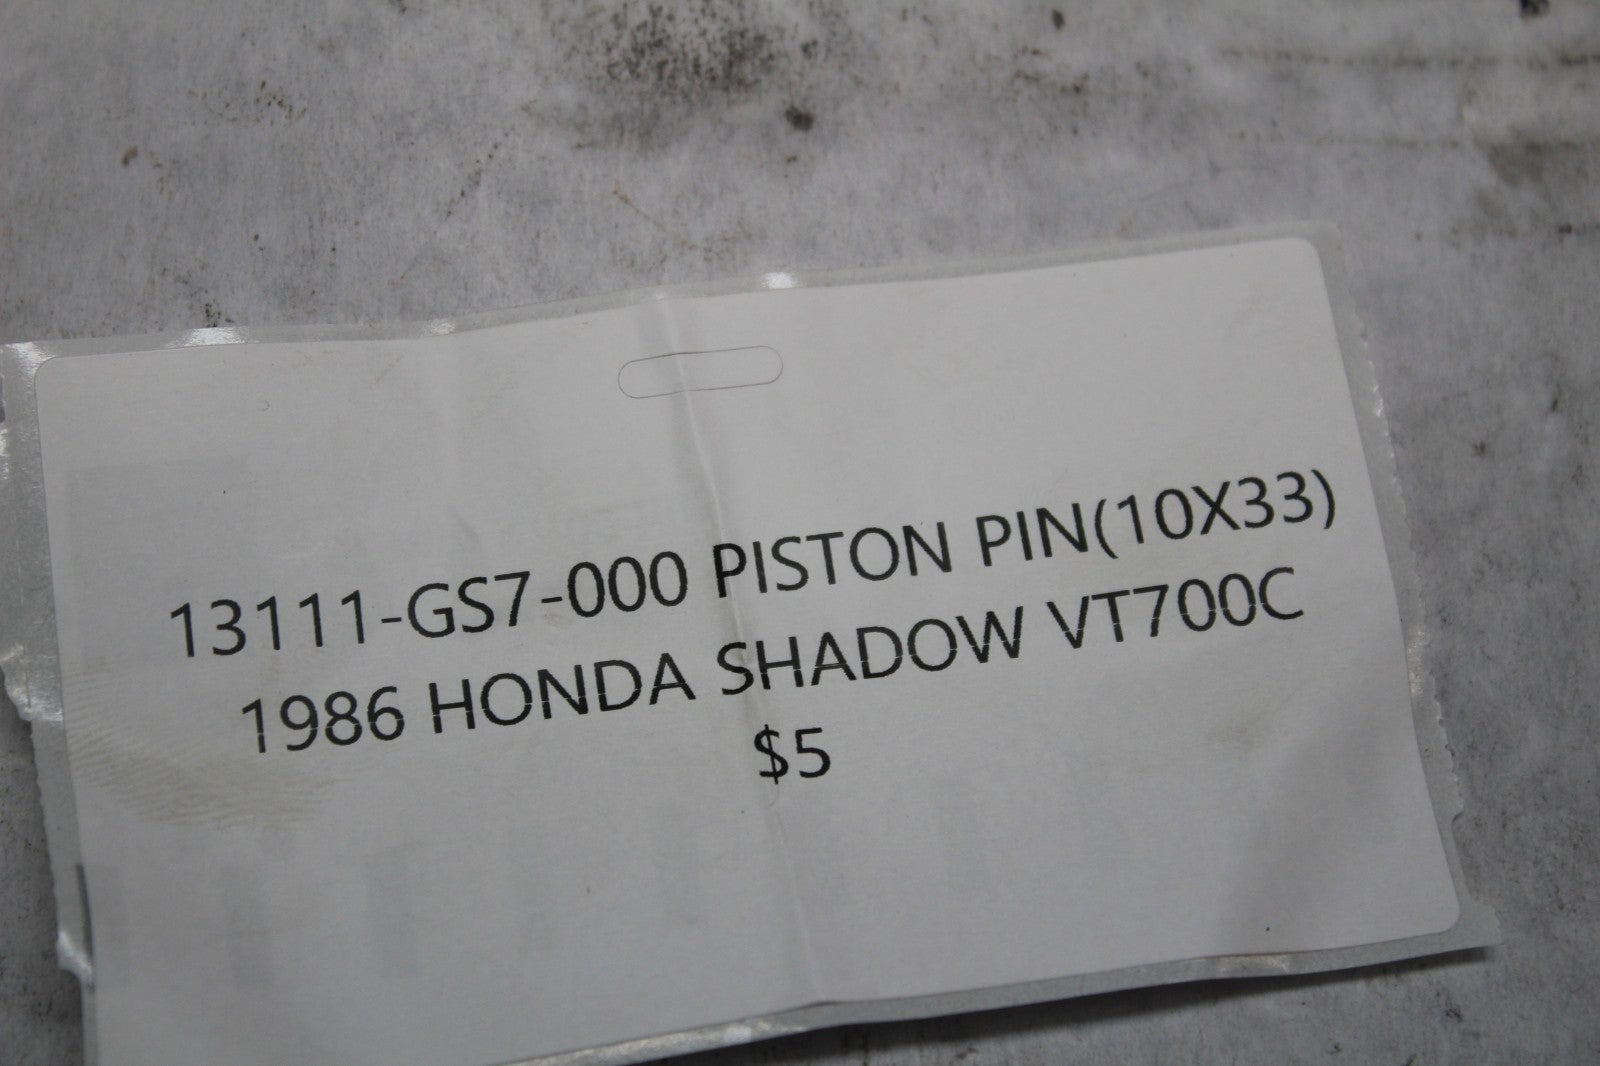 13111-GS7-000 PISTON PIN(10X33)
1986 HONDA SHADOW VT700C
$5